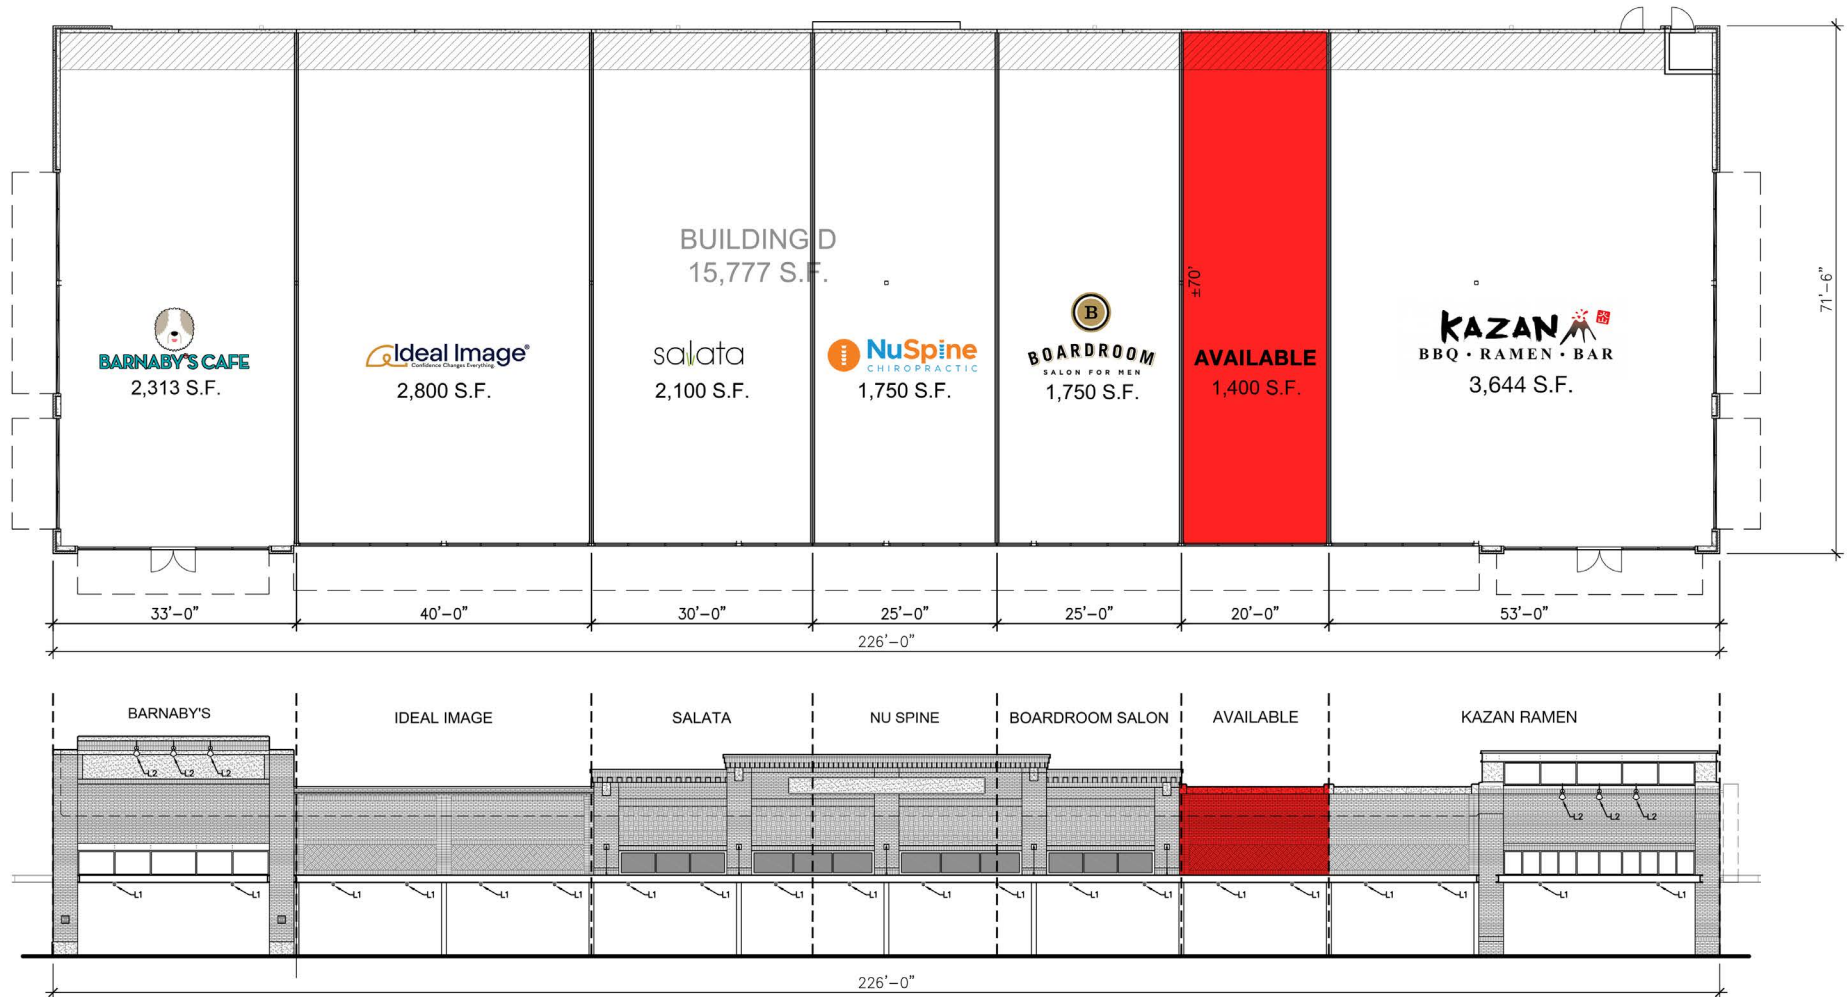 BUILDING D
15,777 S.F.
±70'
71'-6"
BARNABY'S CAFE
2,313 S.F.
Ideal Image®
Confidence Changes Everything.
2,800 S.F.
salata
2,100 S.F.
NuSpine
CHIROPRACTIC
1,750 S.F.
B
BOARDROOM
SALON FOR MEN
1,750 S.F.
AVAILABLE
1,400 S.F.
KAZAN
BBQ · RAMEN · BAR
3,644 S.F.
33'-0"
40'-0"
30'-0"
25'-0"
25'-0"
20'-0"
53'-0"
226'-0"
BARNABY'S
IDEAL IMAGE
SALATA
NU SPINE
BOARDROOM SALON
AVAILABLE
KAZAN RAMEN
L2 L2 L2
L2 L2 L2
L1 L1 L1 L1 L1 L1 L1 L1 L1 L1 L1 L1 L1 L1 L1 L1 L1 L1
226'-0"